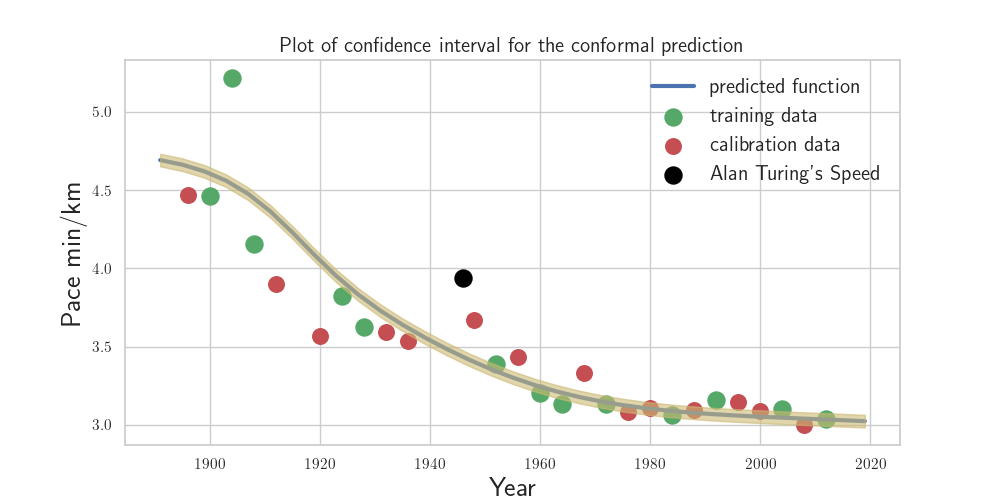 Plot of confidence interval for the conformal prediction
predicted function
training data
calibration data
Alan Turing's Speed
Pace min/km
5.0
4.5
4.0
3.5
3.0
1900 1920 1940 1960 1980 2000 2020
Year